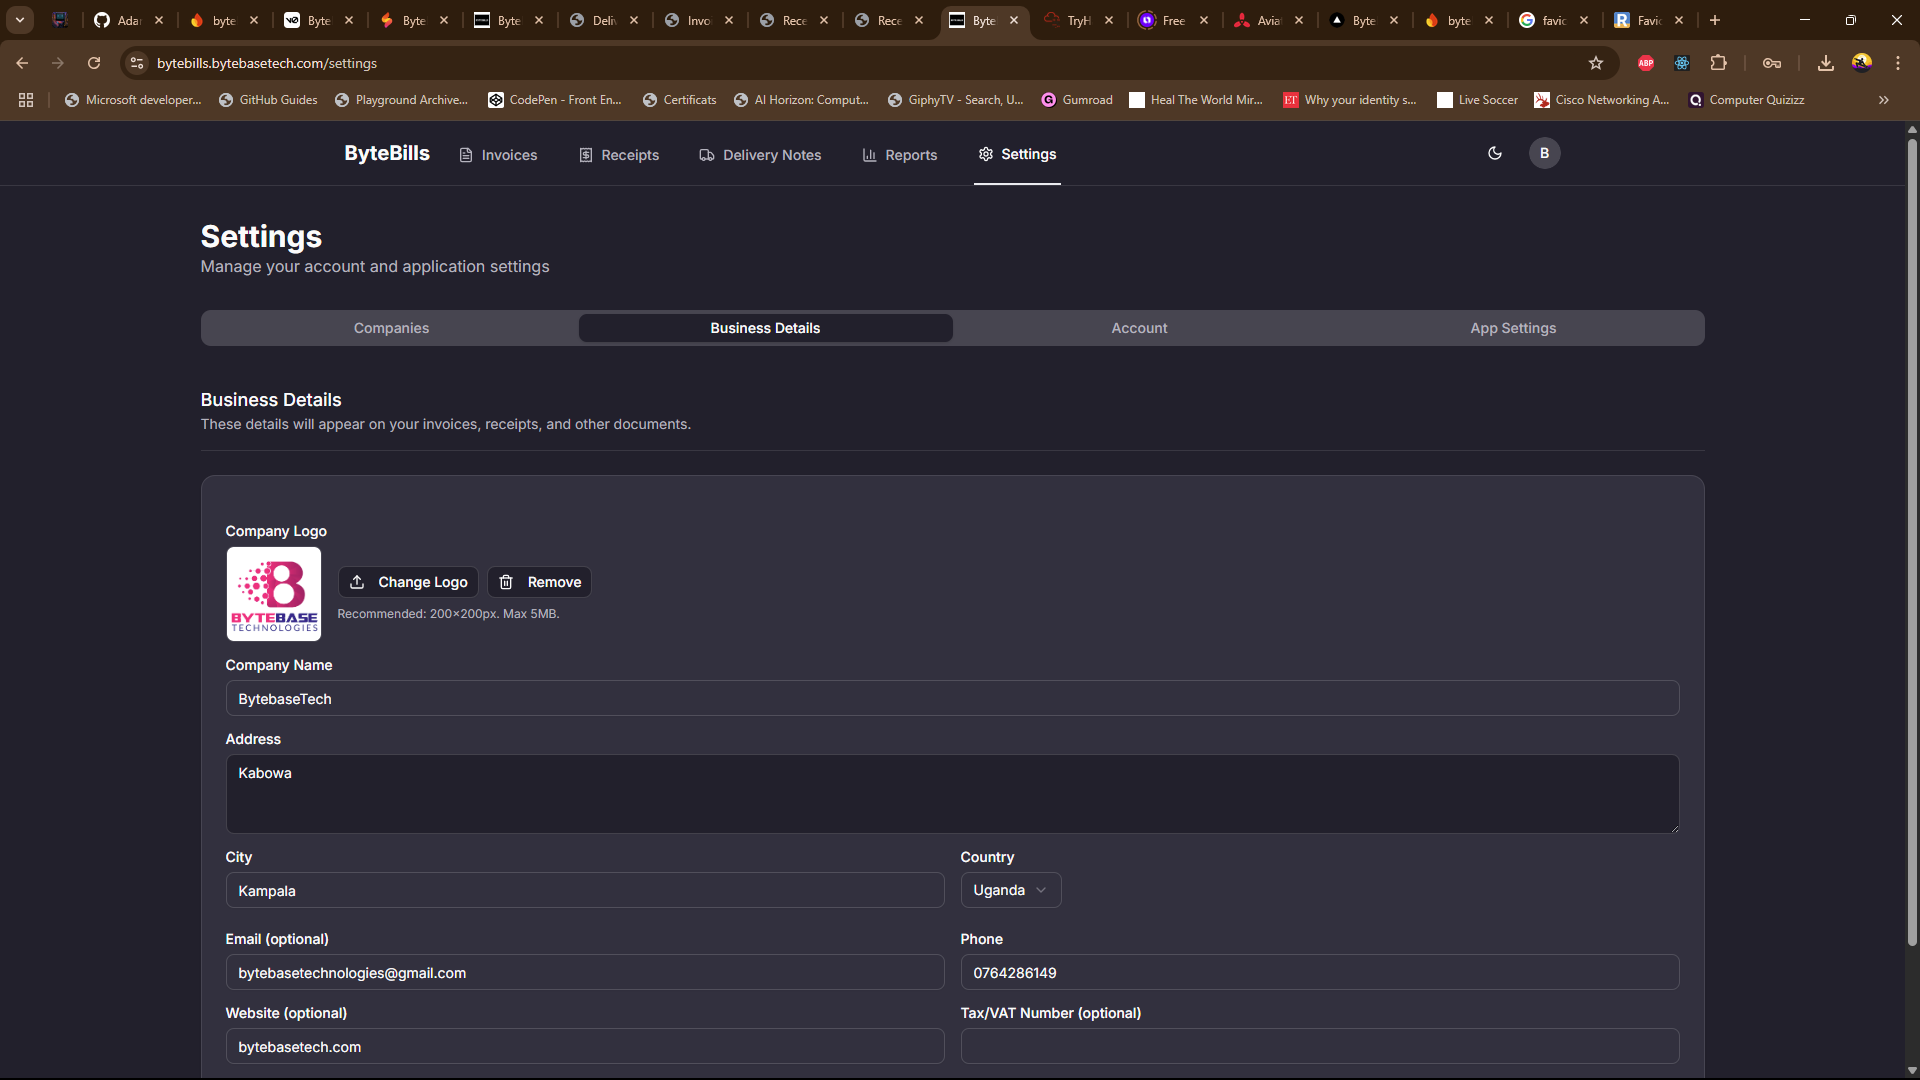 Adar
byte
Byte
Byte
Byte
Deliv
Invoi
Rece
Rece
Byte
TryH
Free
Aviat
Byte
byte
favic
Favic
bytebills.bytebasetech.com/settings
ABP
Microsoft developer...
GitHub Guides
Playground Archive...
CodePen - Front En...
Certificats
AI Horizon: Comput...
GiphyTV - Search, U...
Gumroad
Heal The World Mir...
ET
Why your identity s...
Live Soccer
Cisco Networking A...
Computer Quizizz
ByteBills
Invoices
Receipts
Delivery Notes
Reports
Settings
B
Settings
Manage your account and application settings
Companies
Business Details
Account
App Settings
Business Details
These details will appear on your invoices, receipts, and other documents.
Company Logo
BYTEBASE
TECHNOLOGIES
Change Logo
Remove
Recommended: 200×200px. Max 5MB.
Company Name
BytebaseTech
Address
Kabowa
City
Country
Kampala
Uganda
Email (optional)
Phone
bytebasetechnologies@gmail.com
0764286149
Website (optional)
Tax/VAT Number (optional)
bytebasetech.com